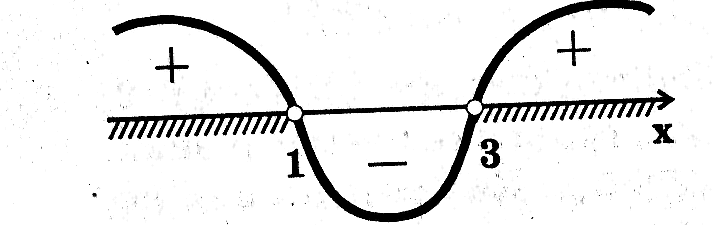 + +
1 − 3 x